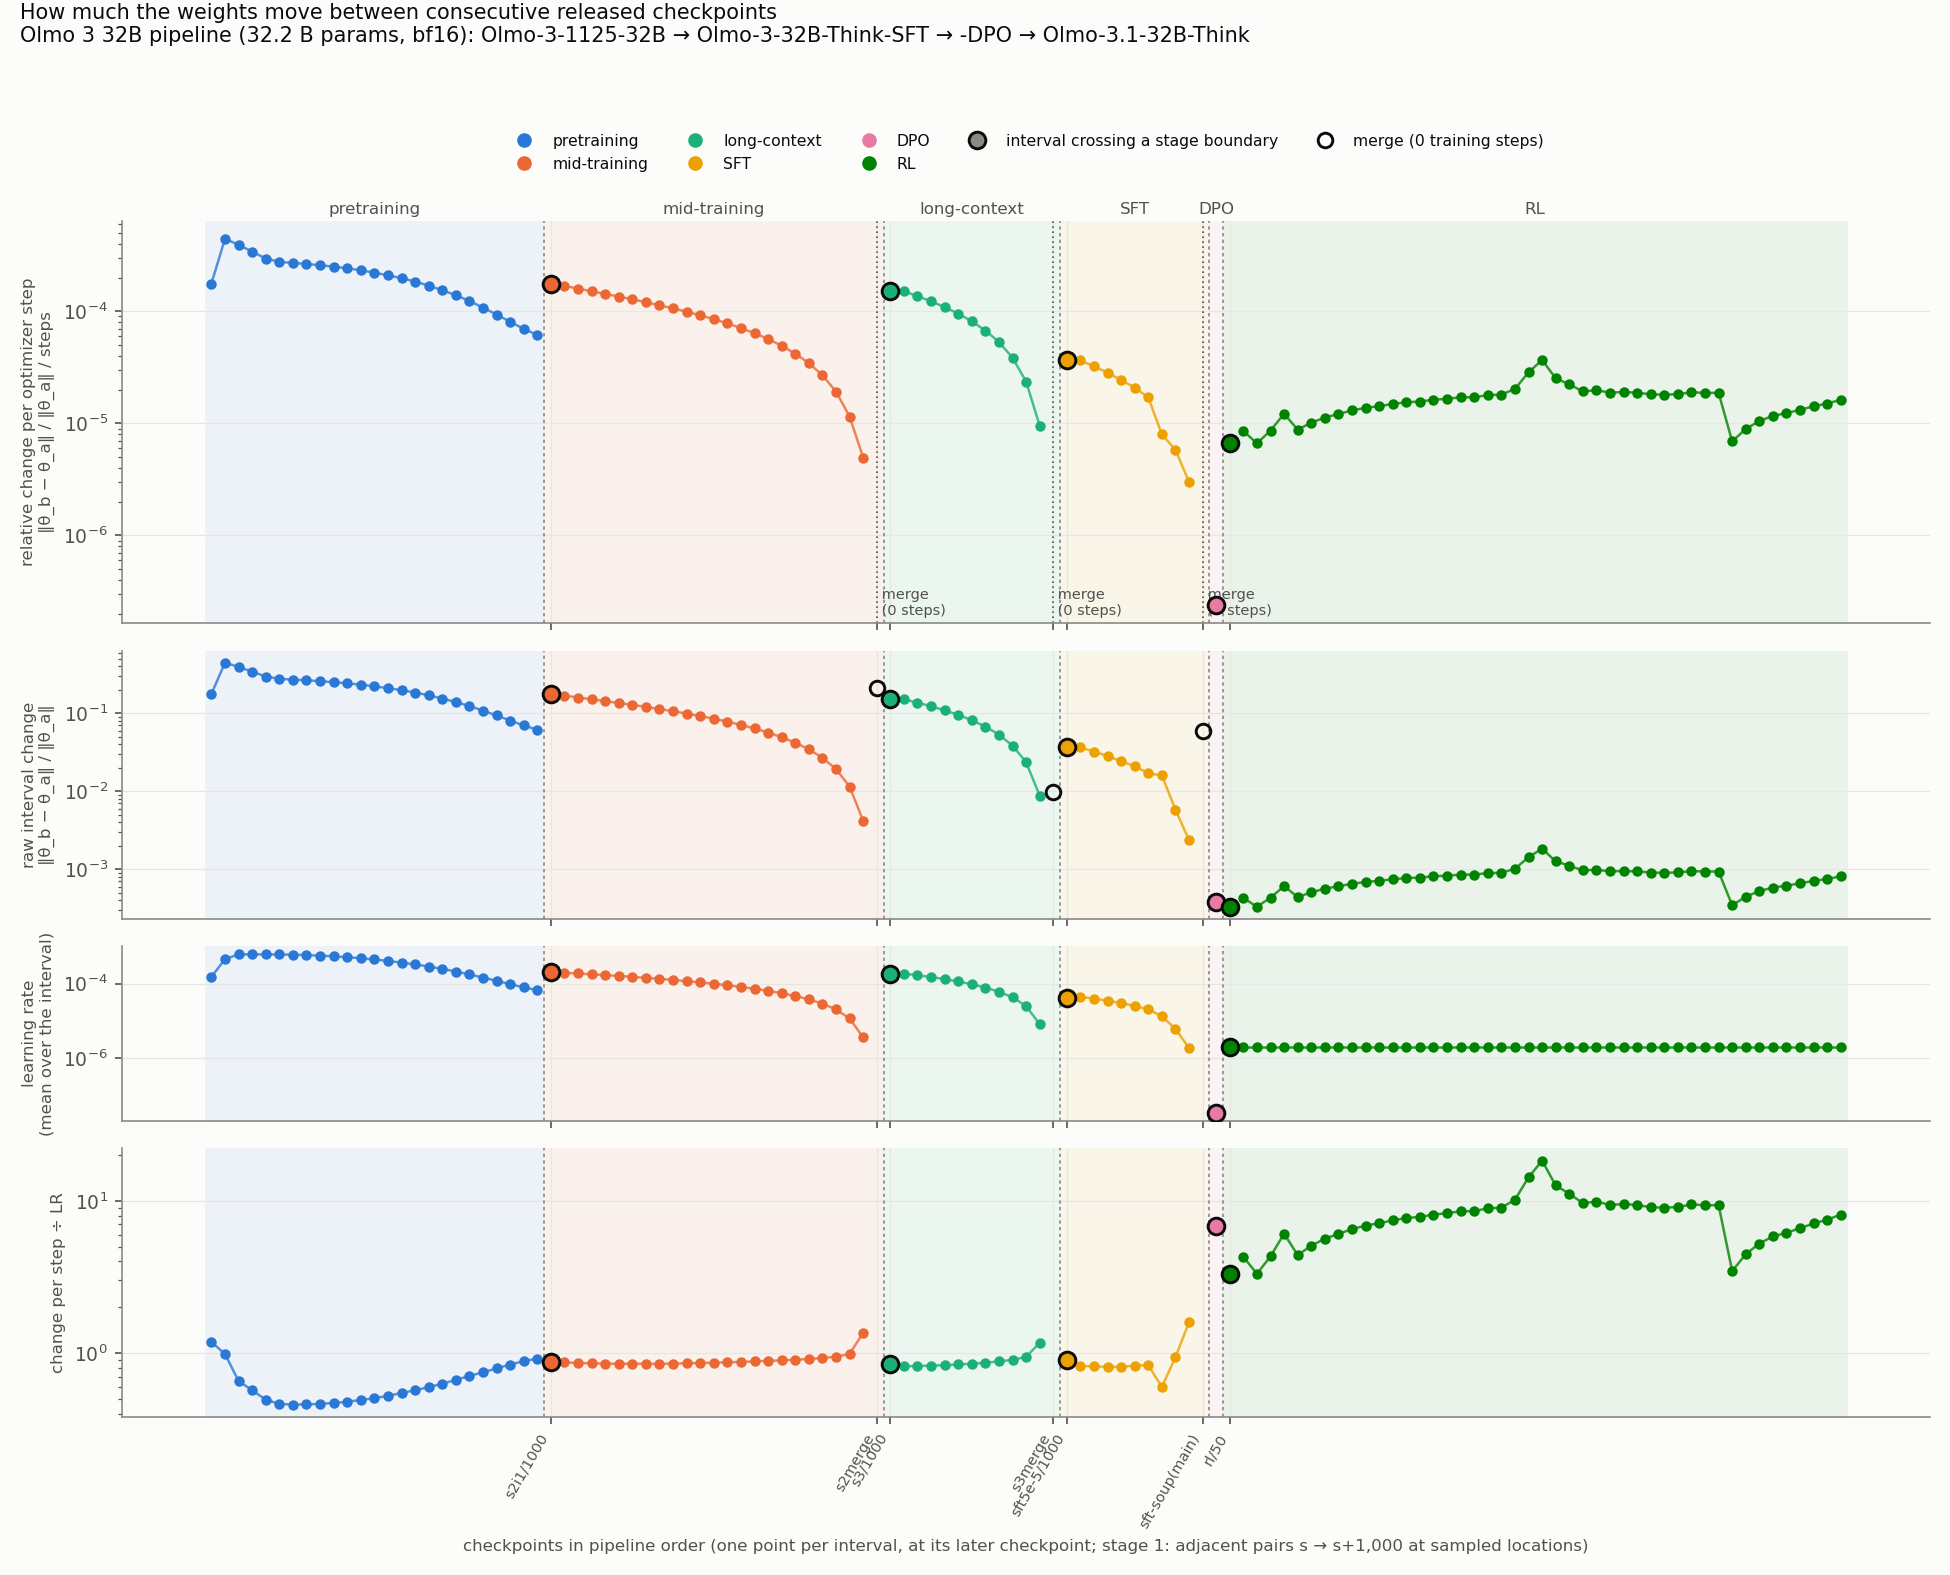 How much the weights move between consecutive released checkpoints
Olmo 3 32B pipeline (32.2 B params, bf16): Olmo-3-1125-32B → Olmo-3-32B-Think-SFT → -DPO → Olmo-3.1-32B-Think
pretraining
mid-training
long-context
SFT
DPO
RL
interval crossing a stage boundary
merge (0 training steps)
pretraining
mid-training
long-context
SFT
DPO
RL
relative change per optimizer step
‖θ_b − θ_a‖ / ‖θ_a‖ / steps
10⁻⁴
10⁻⁵
10⁻⁶
merge
(0 steps)
merge
(0 steps)
merge
steps)
raw interval change
‖θ_b − θ_a‖ / ‖θ_a‖
10⁻¹
10⁻²
10⁻³
learning rate
(mean over the interval)
10⁻⁴
10⁻⁶
change per step ÷ LR
10¹
10⁰
s2i1/1000
s2merge
s3/1000
s3merge
sft5e-5/1000
sft-soup(main)
rl/50
checkpoints in pipeline order (one point per interval, at its later checkpoint; stage 1: adjacent pairs s → s+1,000 at sampled locations)